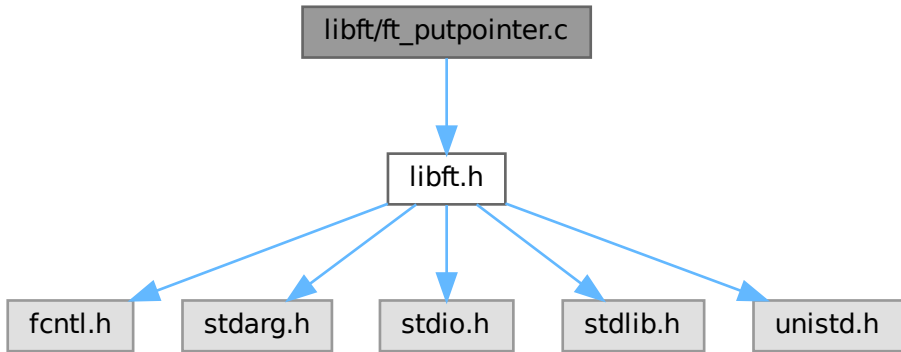 libft/ft_putpointer.c
libft.h
fcntl.h
stdarg.h
stdio.h
stdlib.h
unistd.h